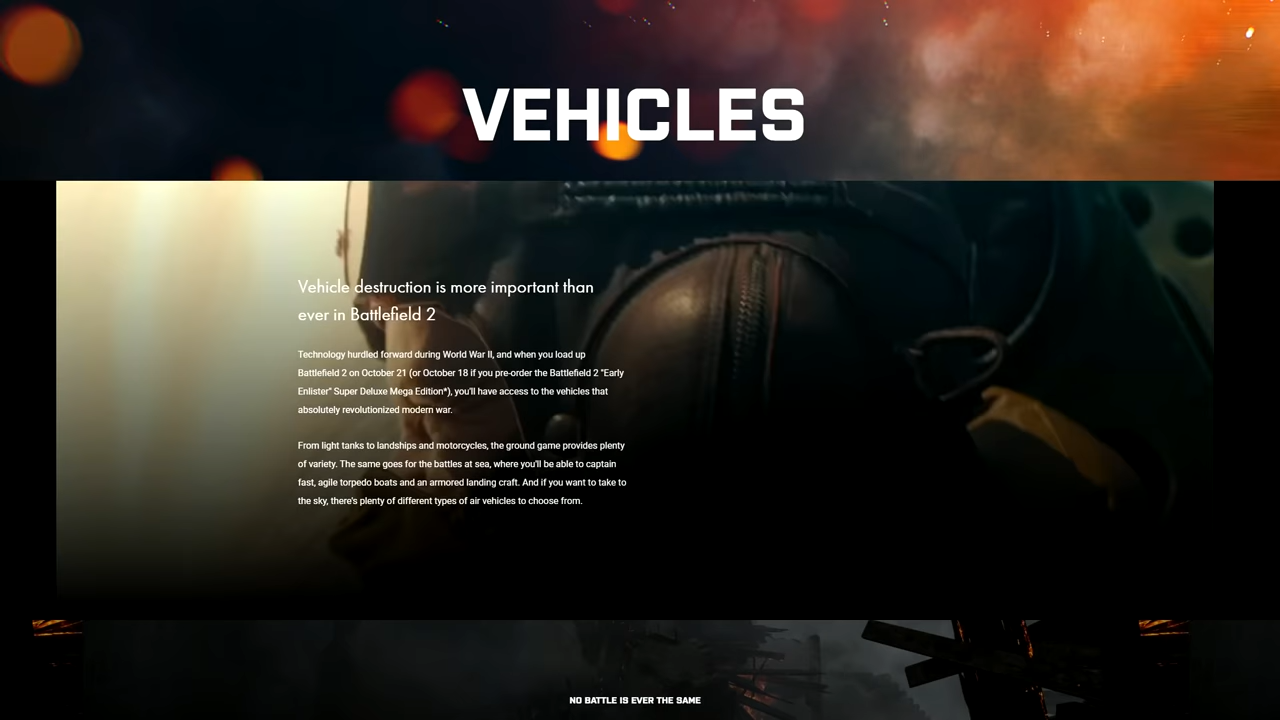 VEHICLES
Vehicle destruction is more important than
ever in Battlefield 2
Technology hurdled forward during World War II, and when you load up
Battlefield 2 on October 21 (or October 18 if you pre-order the Battlefield 2 "Early
Enlister" Super Deluxe Mega Edition*), you'll have access to the vehicles that
absolutely revolutionized modern war.
From light tanks to landships and motorcycles, the ground game provides plenty
of variety. The same goes for the battles at sea, where you'll be able to captain
fast, agile torpedo boats and an armored landing craft. And if you want to take to
the sky, there's plenty of different types of air vehicles to choose from.
NO BATTLE IS EVER THE SAME